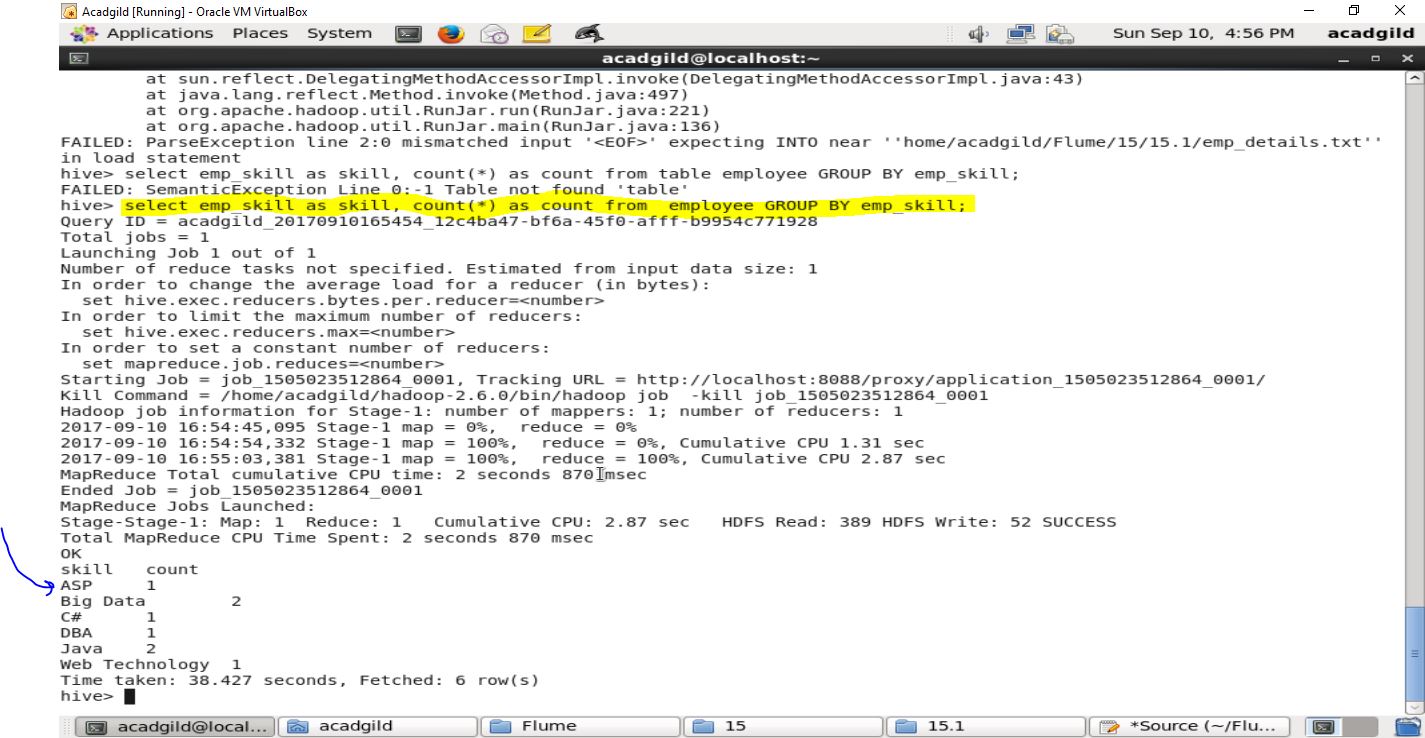 Acadgild [Running] - Oracle VM VirtualBox
Applications Places System Sun Sep 10, 4:56 PM acadgild
acadgild@localhost:~
at sun.reflect.DelegatingMethodAccessorImpl.invoke(DelegatingMethodAccessorImpl.java:43)
at java.lang.reflect.Method.invoke(Method.java:497)
at org.apache.hadoop.util.RunJar.run(RunJar.java:221)
at org.apache.hadoop.util.RunJar.main(RunJar.java:136)
FAILED: ParseException line 2:0 mismatched input '<EOF>' expecting INTO near ''home/acadgild/Flume/15/15.1/emp_details.txt''
in load statement
hive> select emp_skill as skill, count(*) as count from table employee GROUP BY emp_skill;
FAILED: SemanticException Line 0:-1 Table not found 'table'
hive> select emp_skill as skill, count(*) as count from  employee GROUP BY emp_skill;
Query ID = acadgild_20170910165454_12c4ba47-bf6a-45f0-afff-b9954c771928
Total jobs = 1
Launching Job 1 out of 1
Number of reduce tasks not specified. Estimated from input data size: 1
In order to change the average load for a reducer (in bytes):
set hive.exec.reducers.bytes.per.reducer=<number>
In order to limit the maximum number of reducers:
set hive.exec.reducers.max=<number>
In order to set a constant number of reducers:
set mapreduce.job.reduces=<number>
Starting Job = job_1505023512864_0001, Tracking URL = http://localhost:8088/proxy/application_1505023512864_0001/
Kill Command = /home/acadgild/hadoop-2.6.0/bin/hadoop job  -kill job_1505023512864_0001
Hadoop job information for Stage-1: number of mappers: 1; number of reducers: 1
2017-09-10 16:54:45,095 Stage-1 map = 0%,  reduce = 0%
2017-09-10 16:54:54,332 Stage-1 map = 100%,  reduce = 0%, Cumulative CPU 1.31 sec
2017-09-10 16:55:03,381 Stage-1 map = 100%,  reduce = 100%, Cumulative CPU 2.87 sec
MapReduce Total cumulative CPU time: 2 seconds 870 msec
Ended Job = job_1505023512864_0001
MapReduce Jobs Launched:
Stage-Stage-1: Map: 1  Reduce: 1   Cumulative CPU: 2.87 sec   HDFS Read: 389 HDFS Write: 52 SUCCESS
Total MapReduce CPU Time Spent: 2 seconds 870 msec
OK
skill count
ASP 1
Big Data 2
C# 1
DBA 1
Java 2
Web Technology 1
Time taken: 38.427 seconds, Fetched: 6 row(s)
hive>
acadgild@local... acadgild Flume 15 15.1 *Source (~/Flu...